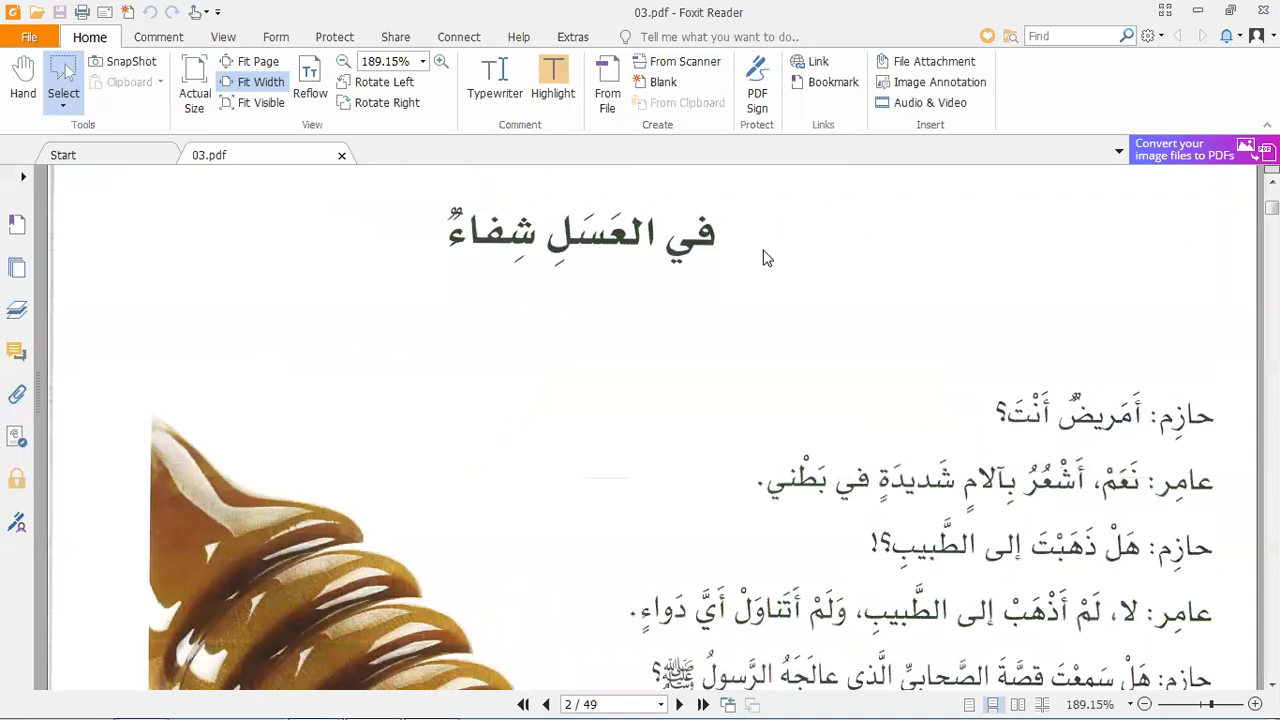 03.pdf - Foxit Reader
File Home Comment View Form Protect Share Connect Help Extras Tell me what you want to do.. Find
Hand Select SnapShot Clipboard
Actual Size Fit Page Fit Width Fit Visible Reflow 189.15% Rotate Left Rotate Right
Typewriter Highlight
From File From Scanner Blank From Clipboard
PDF Sign
Link Bookmark
File Attachment Image Annotation Audio & Video
Tools View Comment Create Protect Links Insert
Start 03.pdf
Convert your
image files to PDFs
في العَسَلِ شِفاءٌ
حازِم: أَمَريضٌ أَنْتَ؟
عامِر: نَعَمْ، أَشْعُرُ بِآلامٍ شَديدَةٍ في بَطْني.
حازِم: هَلْ ذَهَبْتَ إلى الطَّبيبِ؟!
عامِر: لا، لَمْ أَذْهَبْ إلى الطَّبيبِ، وَلَمْ أَتَناوَلْ أَيَّ دَواءٍ.
حازِم: هَلْ سَمِعْتَ قِصَّةَ الصَّحابيِّ الَّذي عالَجَهُ الرَّسولُ ﷺ؟
2 / 49 189.15%